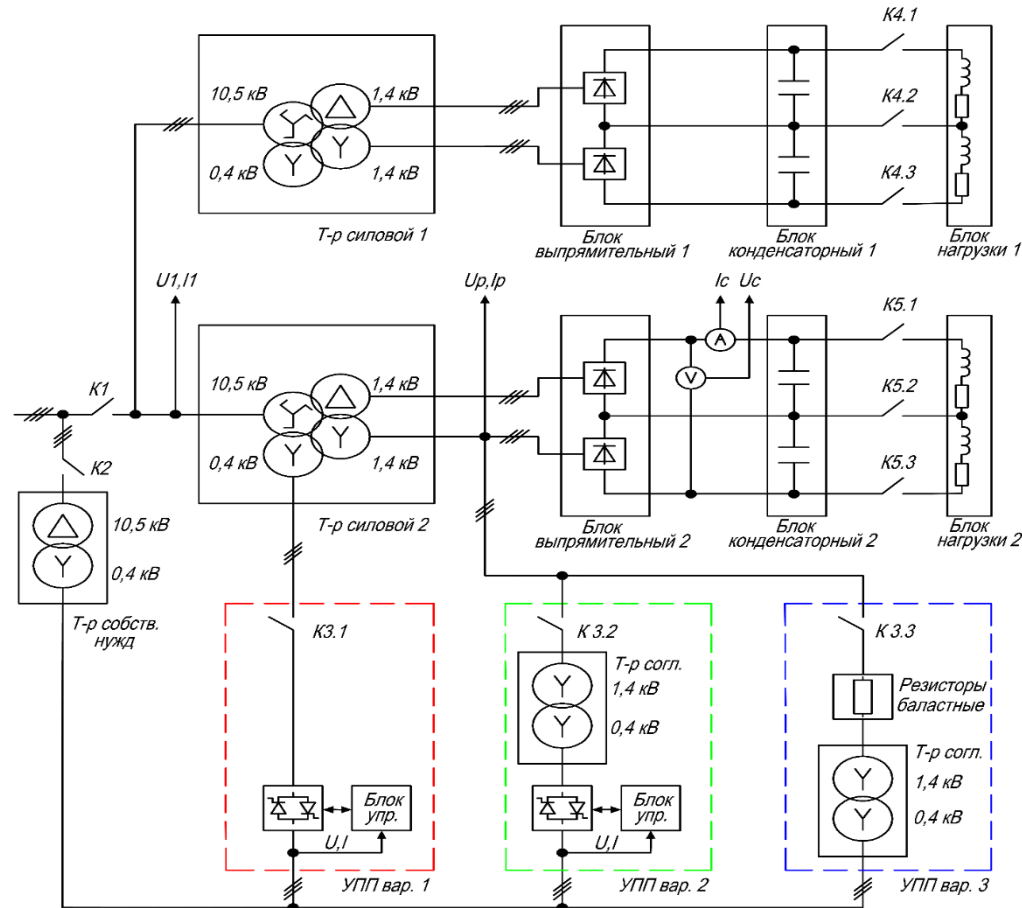 К4.1
10,5 кВ
1,4 кВ
К4.2
0,4 кВ
1,4 кВ
К4.3
Т-р силовой 1
Блок
выпрямительный 1
Блок
конденсаторный 1
Блок
нагрузки 1
U1,I1
Uр,Iр
Ic
Uc
К5.1
A
V
К1
10,5 кВ
1,4 кВ
К5.2
0,4 кВ
1,4 кВ
К5.3
К2
Т-р силовой 2
Блок
выпрямительный 2
Блок
конденсаторный 2
Блок
нагрузки 2
10,5 кВ
0,4 кВ
Т-р собств.
нужд
К3.1
К 3.2
К 3.3
Т-р согл.
1,4 кВ
0,4 кВ
Резисторы
баластные
Т-р согл.
1,4 кВ
0,4 кВ
Блок
упр.
U,I
Блок
упр.
U,I
УПП вар. 1
УПП вар. 2
УПП вар. 3